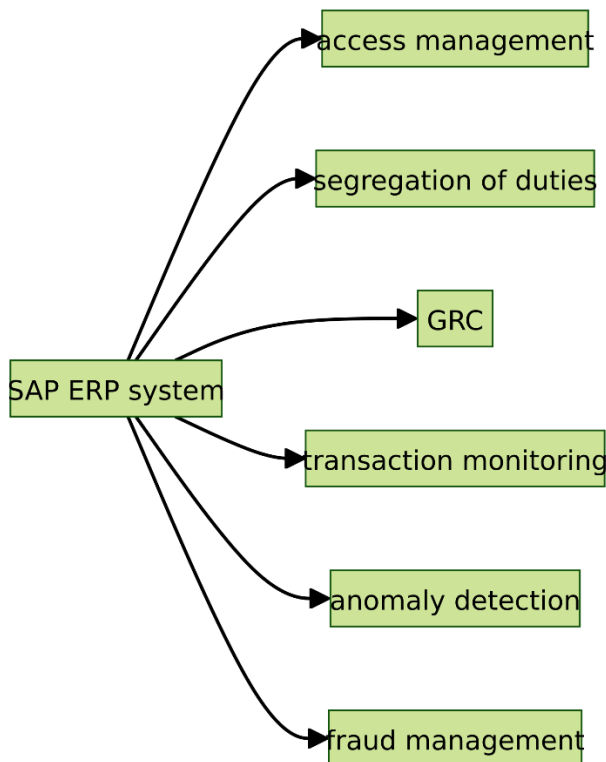 access management
segregation of duties
GRC
SAP ERP system
transaction monitoring
anomaly detection
fraud management